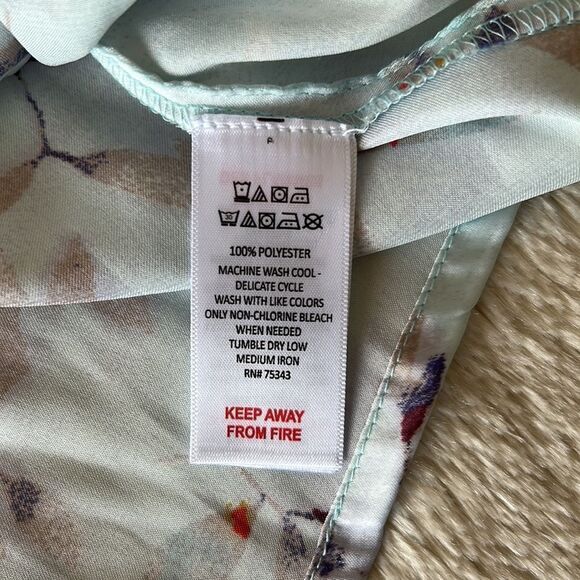 30
100% POLYESTER
MACHINE WASH COOL -
DELICATE CYCLE
WASH WITH LIKE COLORS
ONLY NON-CHLORINE BLEACH
WHEN NEEDED
TUMBLE DRY LOW
MEDIUM IRON
RN# 75343
KEEP AWAY
FROM FIRE